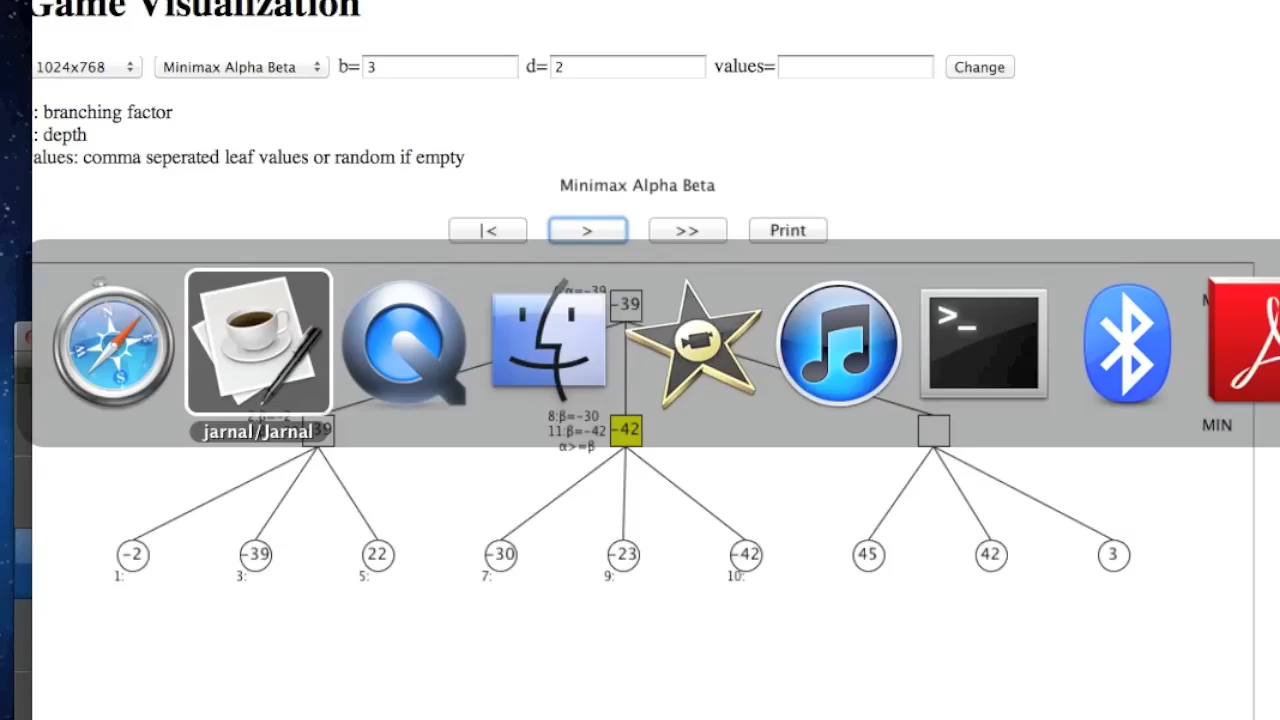 Game Visualization
1024x768 Minimax Alpha Beta b= 3 d= 2 values= Change
: branching factor
: depth
alues: comma seperated leaf values or random if empty
Minimax Alpha Beta
|< > >> Print
-39
8:β=-30
11:β=-42 -42
α>=β
39
jarnal/Jarnal
MIN
-2 -39 22 -30 -23 -42 45 42 3
1: 3: 5: 7: 9: 10: